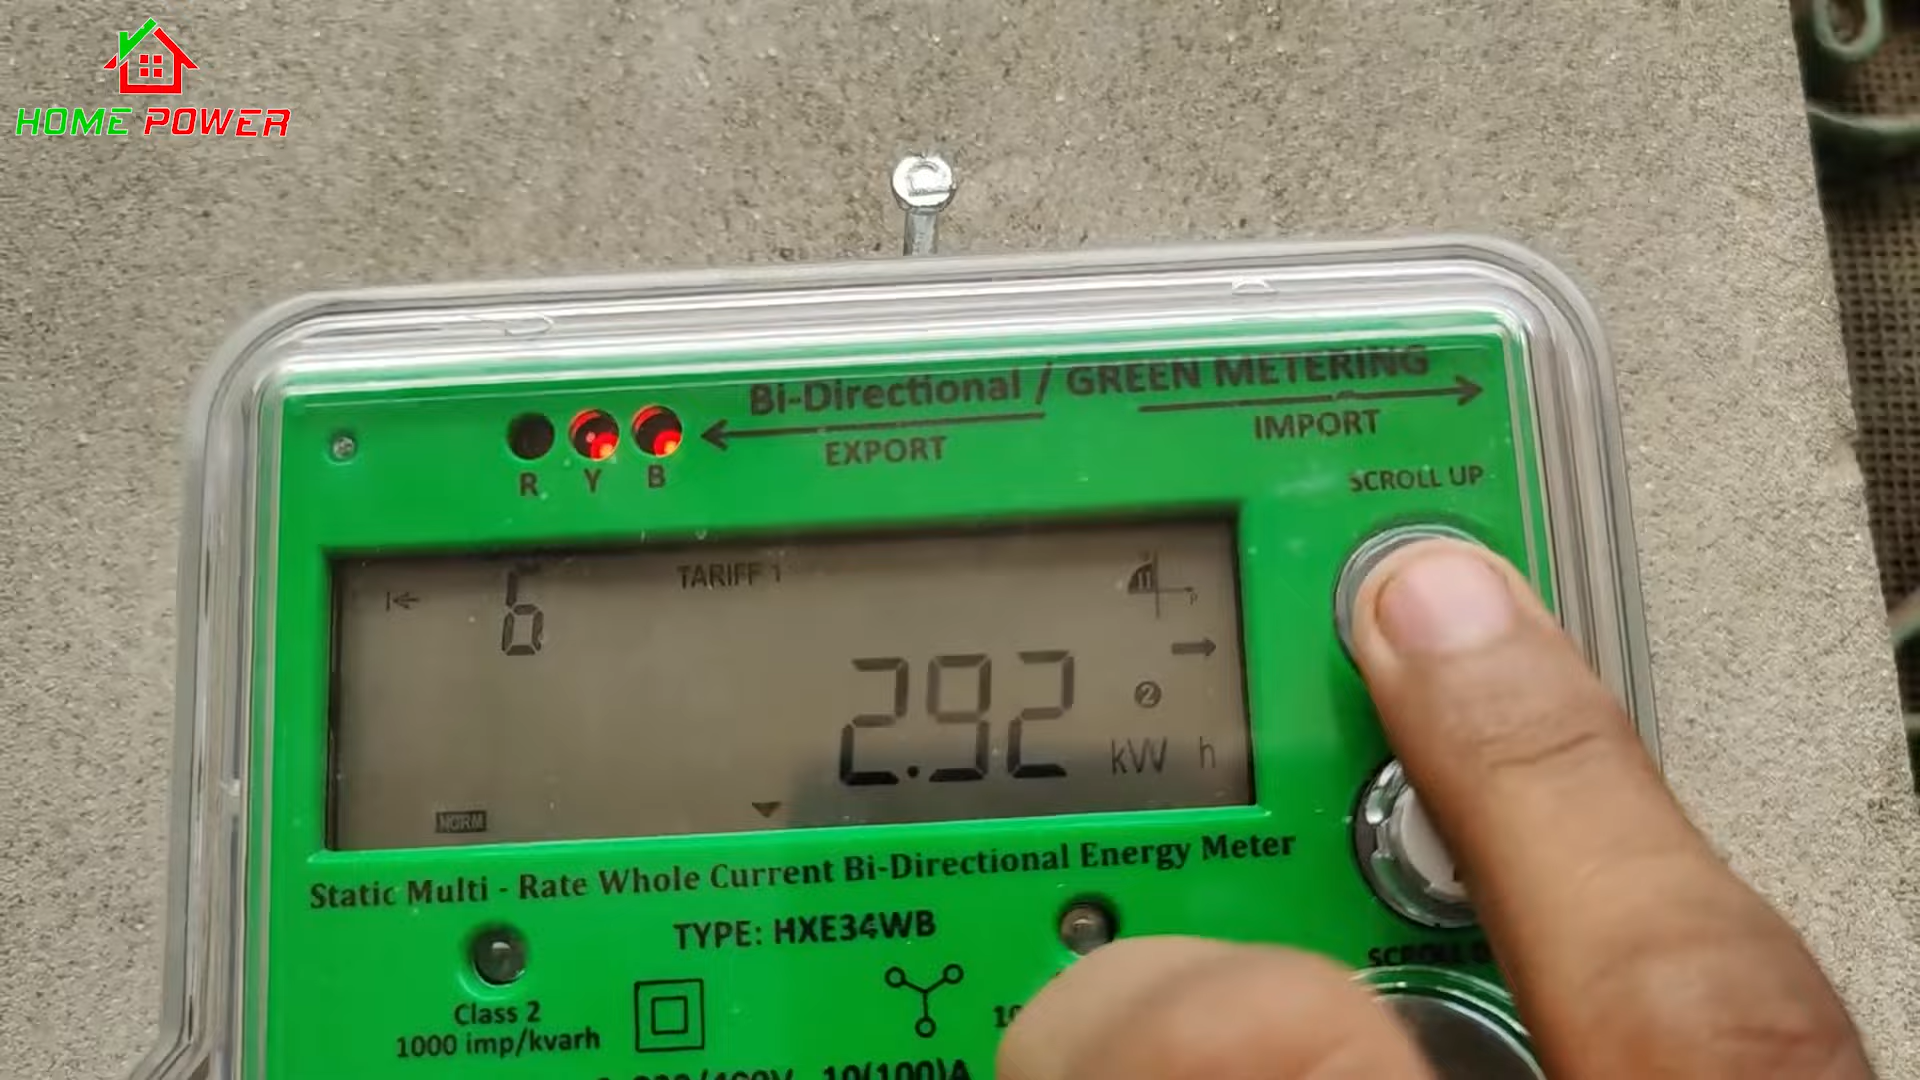 HOME POWER
Bi-Directional / GREEN METERING
EXPORT
IMPORT
R Y B
SCROLL UP
6
TARIFF 1
2.92
kW h
NORM
Static Multi - Rate Whole Current Bi-Directional Energy Meter
TYPE: HXE34WB
Class 2
1000 imp/kvarh
10(100)A